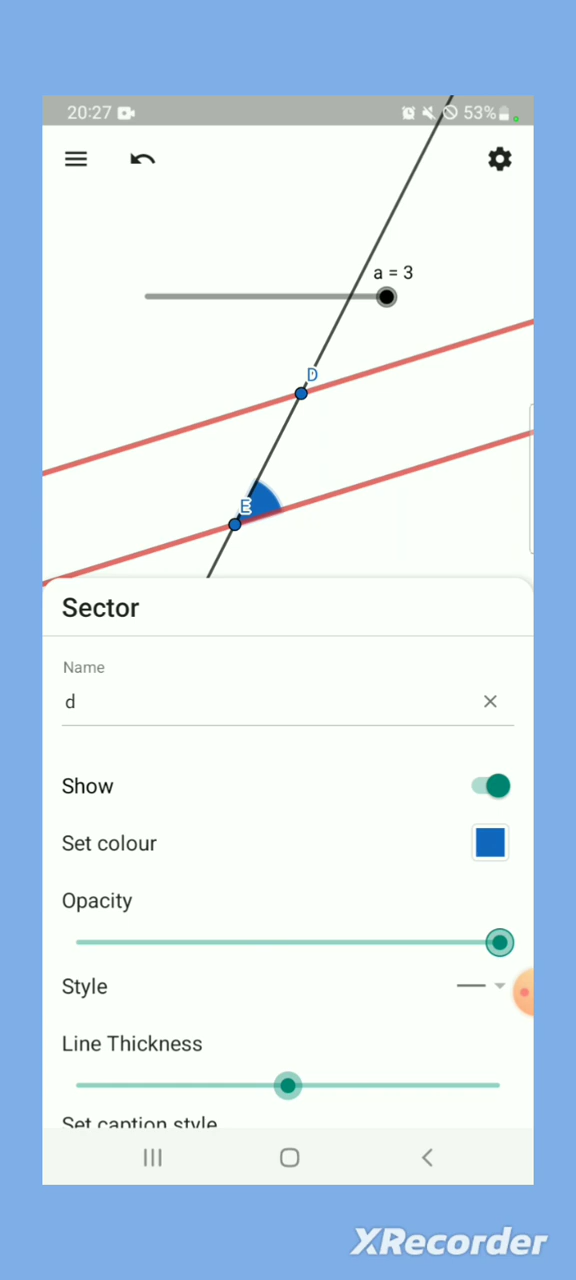 20:27 53%
a = 3
D
E
Sector
Name
d
Show
Set colour
Opacity
Style
Line Thickness
Set caption style
XRecorder